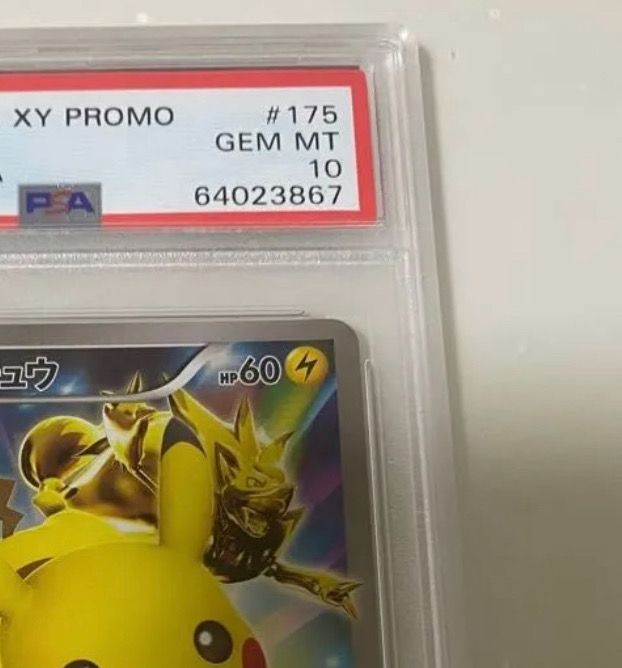 XY PROMO #175
GEM MT
10
PSA 64023867
ュウ HP60